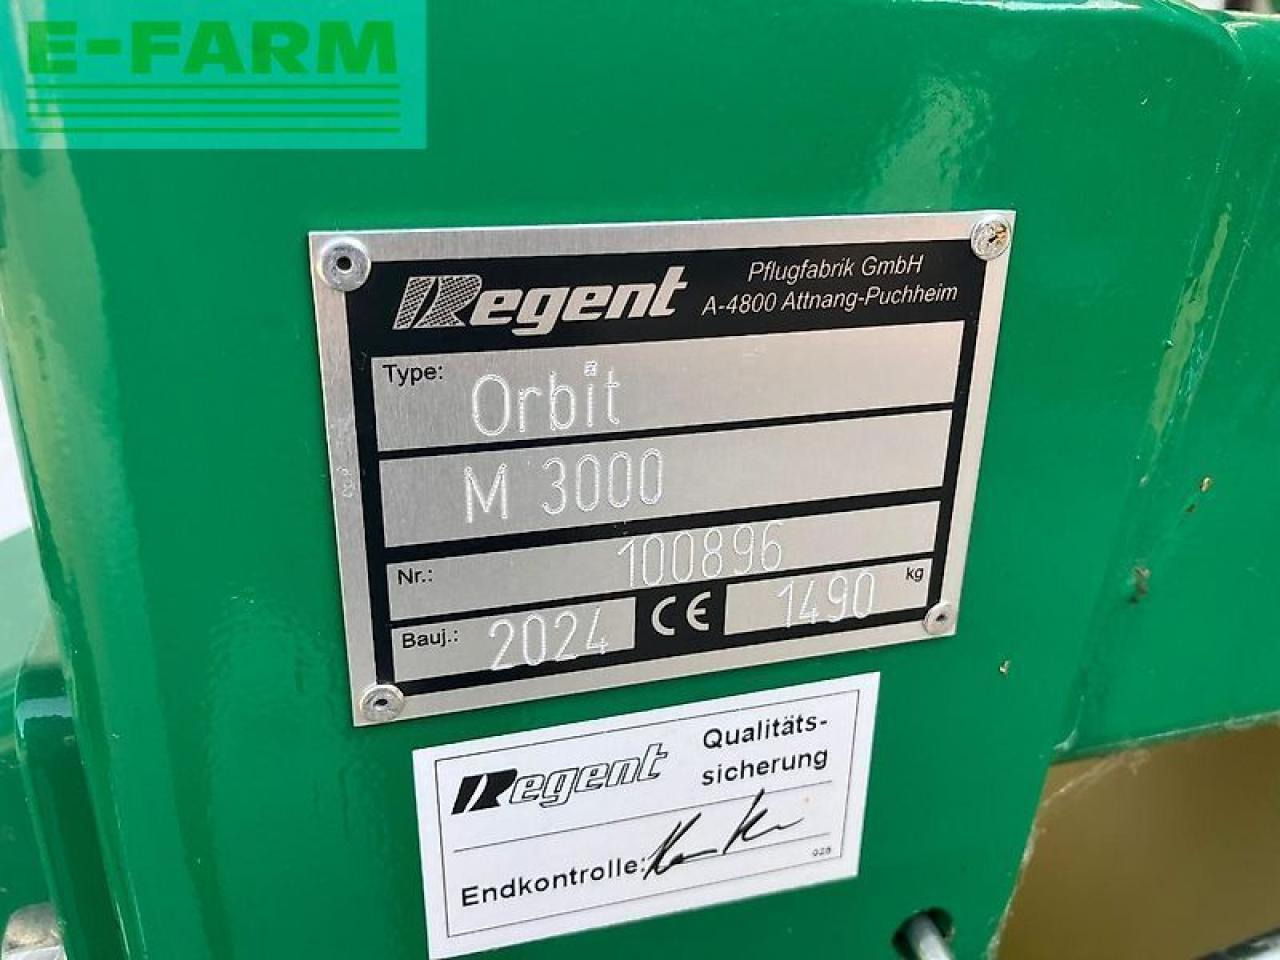 E-FARM
Regent
Pflugfabrik GmbH
A-4800 Attnang-Puchheim
Type: Orbit
M 3000
Nr.: 100896
Bauj.: 2024 CE 1490 kg
Regent
Qualitäts-
sicherung
Endkontrolle:
028